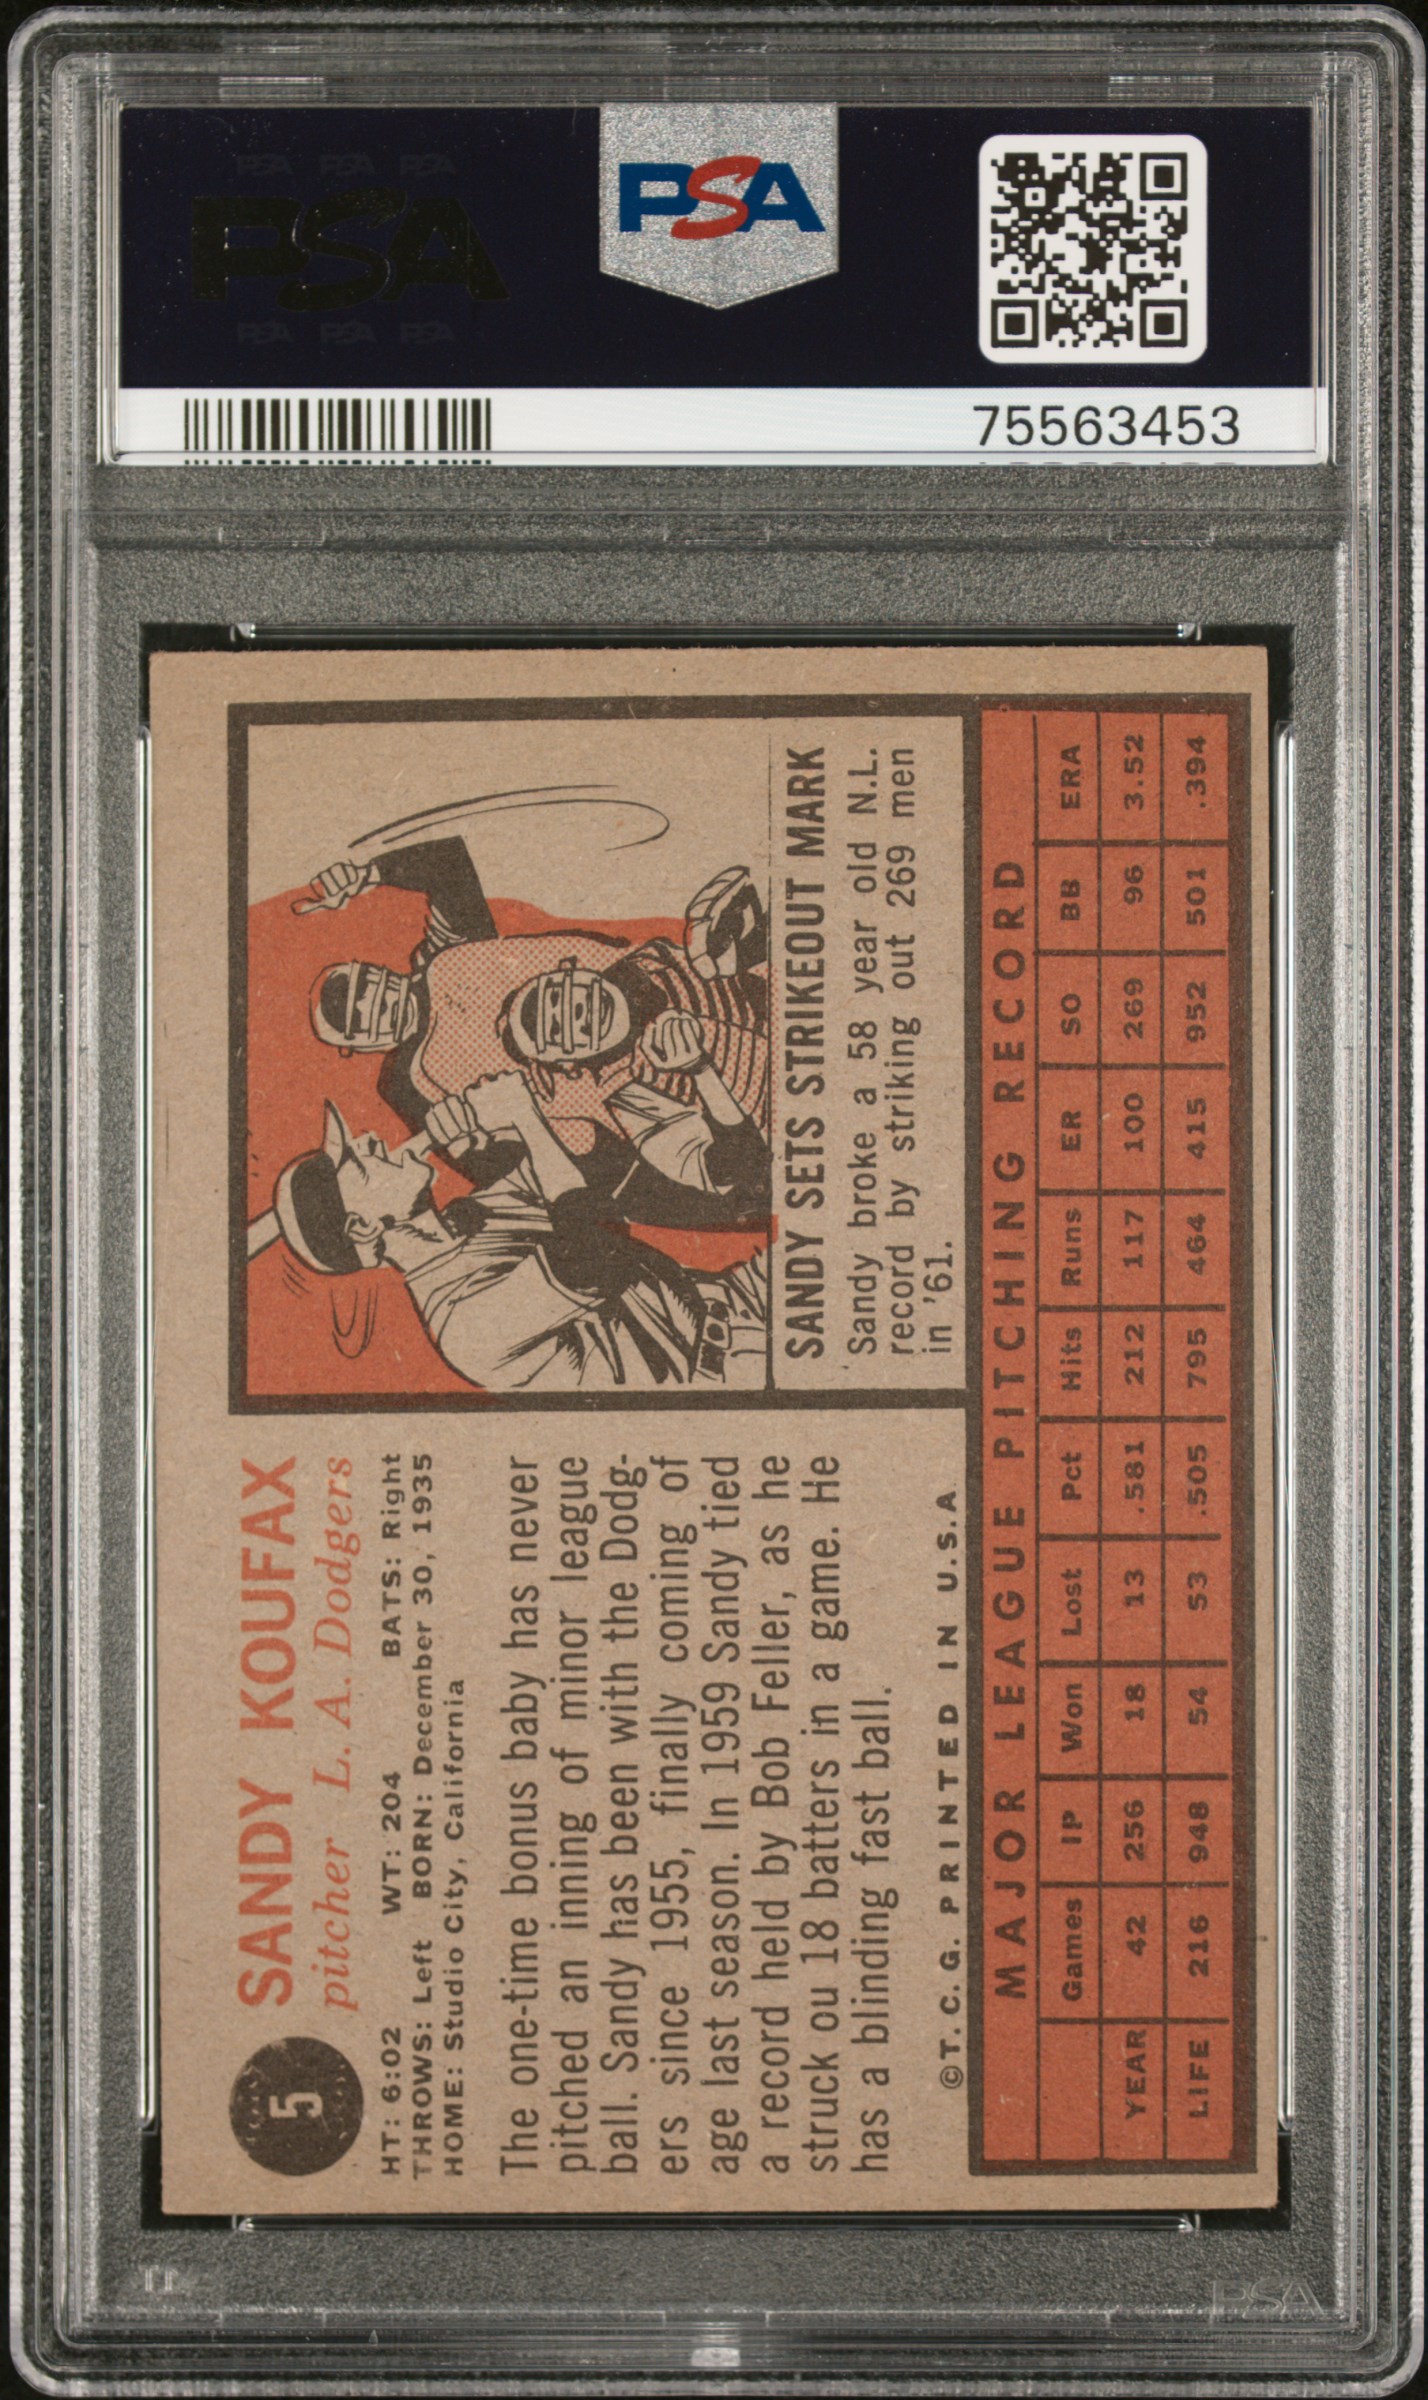 PSA PSA PSA
PSA
PSA PSA PSA
PSA
75563453
5
SANDY KOUFAX
pitcher L. A. Dodgers
HT: 6:02 WT: 204 BATS: Right
THROWS: Left BORN: December 30, 1935
HOME: Studio City, California
The one-time bonus baby has never
pitched an inning of minor league
ball. Sandy has been with the Dodg-
ers since 1955, finally coming of
age last season. In 1959 Sandy tied
a record held by Bob Feller, as he
struck ou 18 batters in a game. He
has a blinding fast ball.
©T. C. G. PRINTED IN U.S.A.
SANDY SETS STRIKEOUT MARK
Sandy broke a 58 year old N.L.
record by striking out 269 men
in '61.
MAJOR LEAGUE PITCHING RECORD
Games IP Won Lost Pct Hits Runs ER SO BB ERA
YEAR 42 256 18 13 .581 212 117 100 269 96 3.52
LIFE 216 948 54 53 .505 795 464 415 952 501 .394
PSA